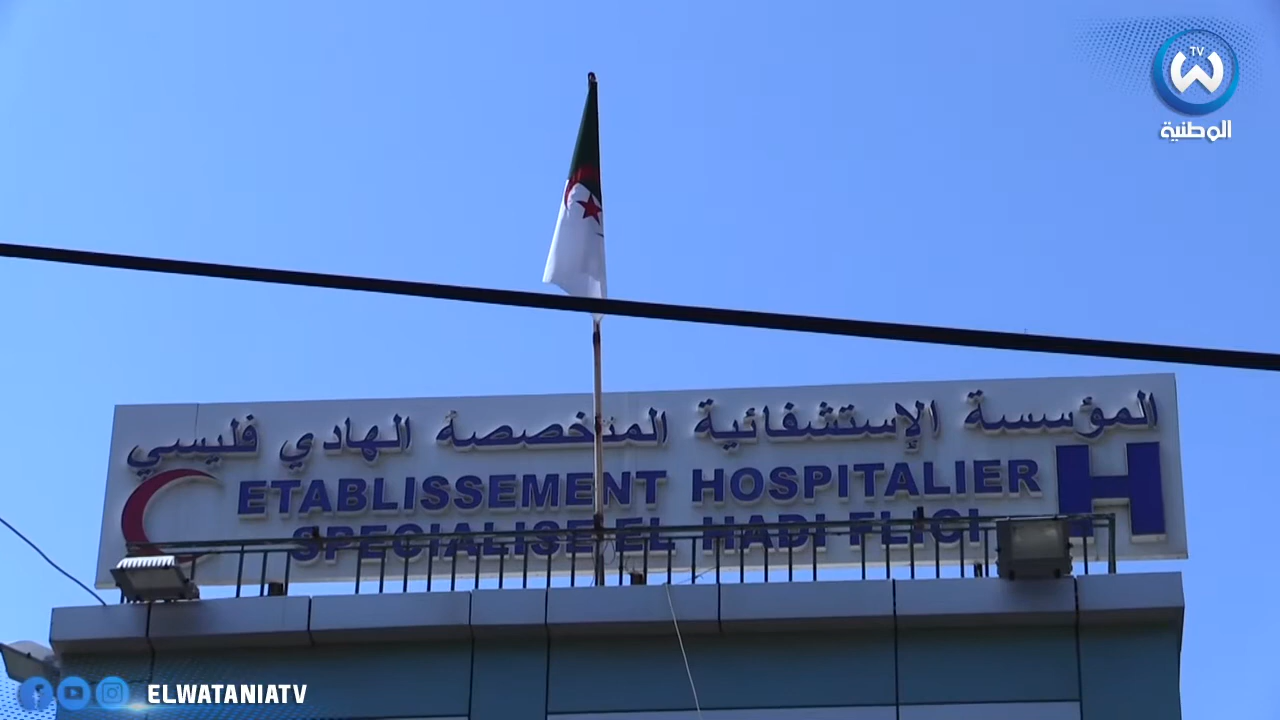 TV
W
الوطنية
المؤسسة الإستشفائية المتخصصة الهادي فليسي
ETABLISSEMENT HOSPITALIER
SPECIALISE EL HADI FLICI
H
ELWATANIATV